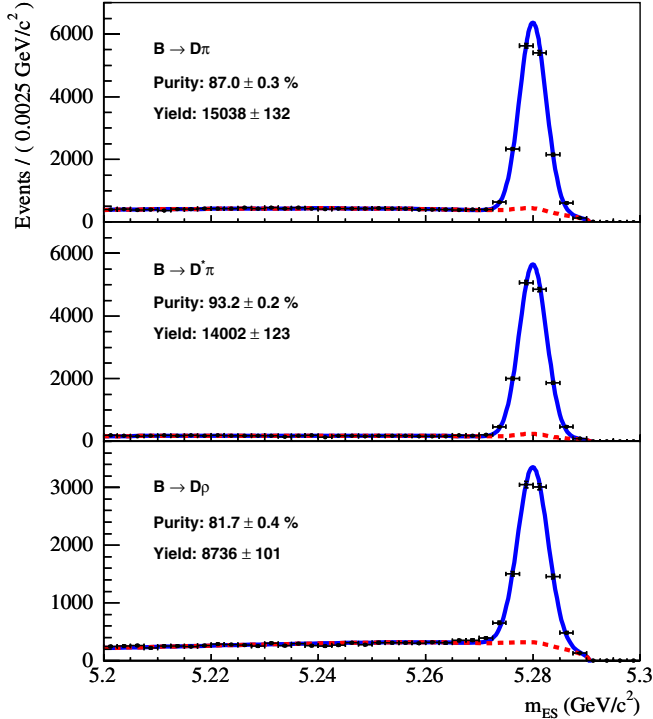 Events / ( 0.0025 GeV/c²)
6000
4000
2000
0
B → Dπ
Purity: 87.0 ± 0.3 %
Yield: 15038 ± 132
6000
4000
2000
0
B → D*π
Purity: 93.2 ± 0.2 %
Yield: 14002 ± 123
3000
2000
1000
0
B → Dρ
Purity: 81.7 ± 0.4 %
Yield: 8736 ± 101
5.2 5.22 5.24 5.26 5.28 5.3
m_ES (GeV/c²)